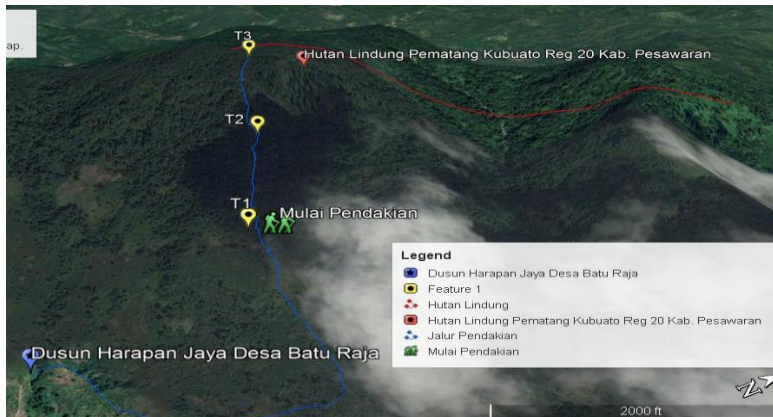 ap.
T3
Hutan Lindung Pematang Kubuato Reg 20 Kab. Pesawaran
T2
T1
Mulai Pendakian
Legend
Dusun Harapan Jaya Desa Batu Raja
Feature 1
Hutan Lindung
Hutan Lindung Pematang Kubuato Reg 20 Kab. Pesawaran
Jalur Pendakian
Mulai Pendakian
Dusun Harapan Jaya Desa Batu Raja
N
2000 ft